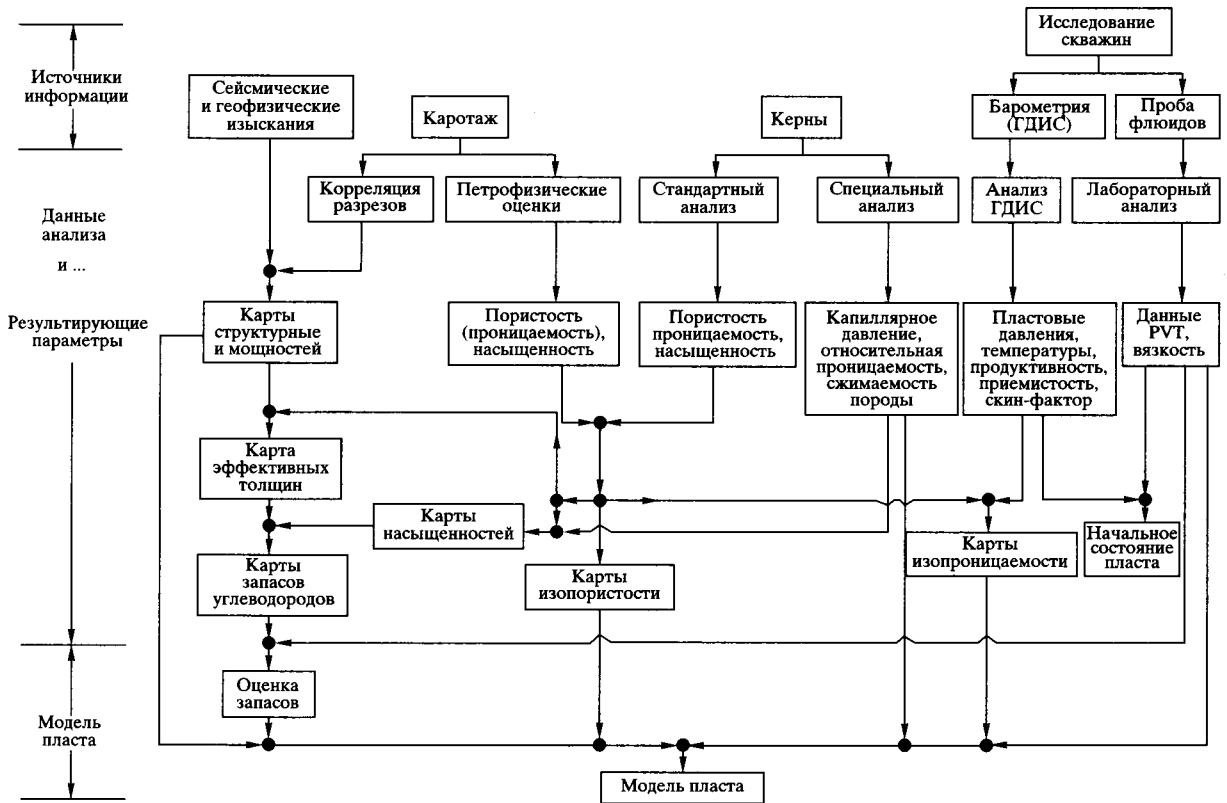 Источники
информации
Данные
анализа
и ...
Результирующие
параметры
Модель
пласта
Исследование
скважин
Сейсмические
и геофизические
изыскания
Каротаж
Керны
Барометрия
(ГДИС)
Проба
флюидов
Корреляция
разрезов
Петрофизические
оценки
Стандартный
анализ
Специальный
анализ
Анализ
ГДИС
Лабораторный
анализ
Карты
структурные
и мощностей
Пористость
(проницаемость),
насыщенность
Пористость
проницаемость,
насыщенность
Капиллярное
давление,
относительная
проницаемость,
сжимаемость
породы
Пластовые
давления,
температуры,
продуктивность,
приемистость,
скин-фактор
Данные
PVT,
вязкость
Карта
эффективных
толщин
Карты
насыщенностей
Карты
изопроницаемости
Начальное
состояние
пласта
Карты
запасов
углеводородов
Карты
изопористости
Оценка
запасов
Модель пласта